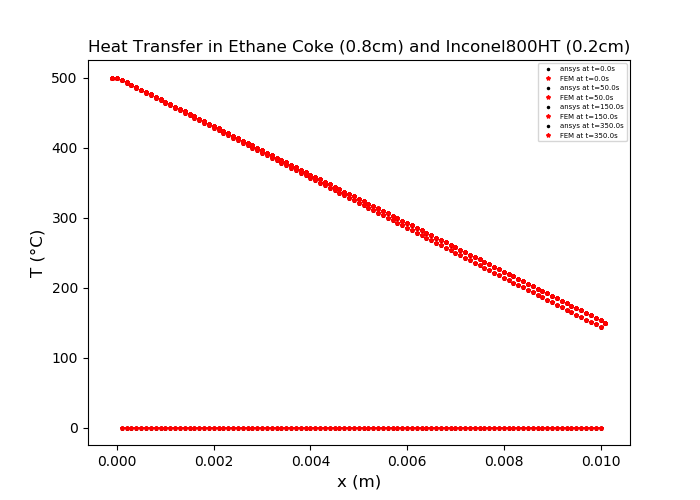 Heat Transfer in Ethane Coke (0.8cm) and Inconel800HT (0.2cm)
ansys at t=0.0s
FEM at t=0.0s
ansys at t=50.0s
FEM at t=50.0s
ansys at t=150.0s
FEM at t=150.0s
ansys at t=350.0s
FEM at t=350.0s
T (°C)
500
400
300
200
100
0
0.000 0.002 0.004 0.006 0.008 0.010
x (m)